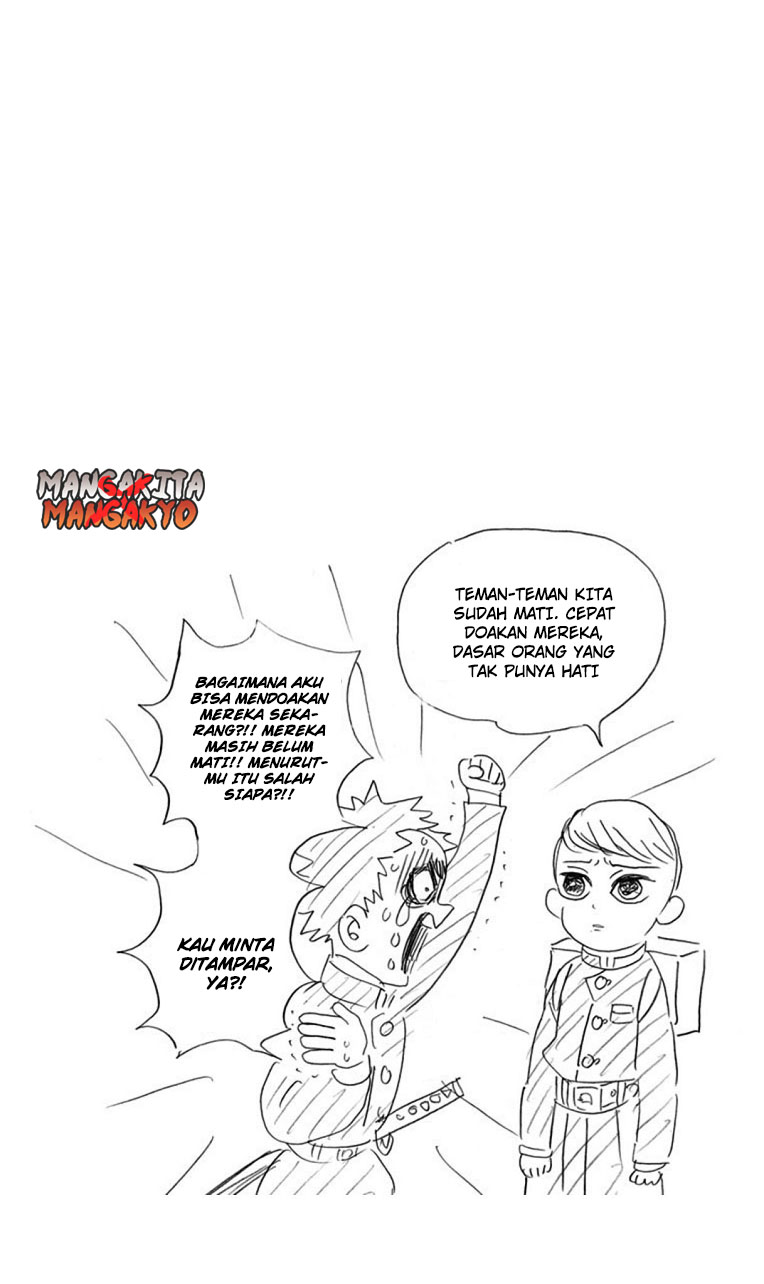 MANGAKITA
MANGAKYO
TEMAN-TEMAN KITA
SUDAH MATI. CEPAT
DOAKAN MEREKA,
DASAR ORANG YANG
TAK PUNYA HATI
BAGAIMANA AKU
BISA MENDOAKAN
MEREKA SEKA-
RANG?!! MEREKA
MASIH BELUM
MATI!! MENURUT-
MU ITU SALAH
SIAPA?!!
KAU MINTA
DITAMPAR,
YA?!